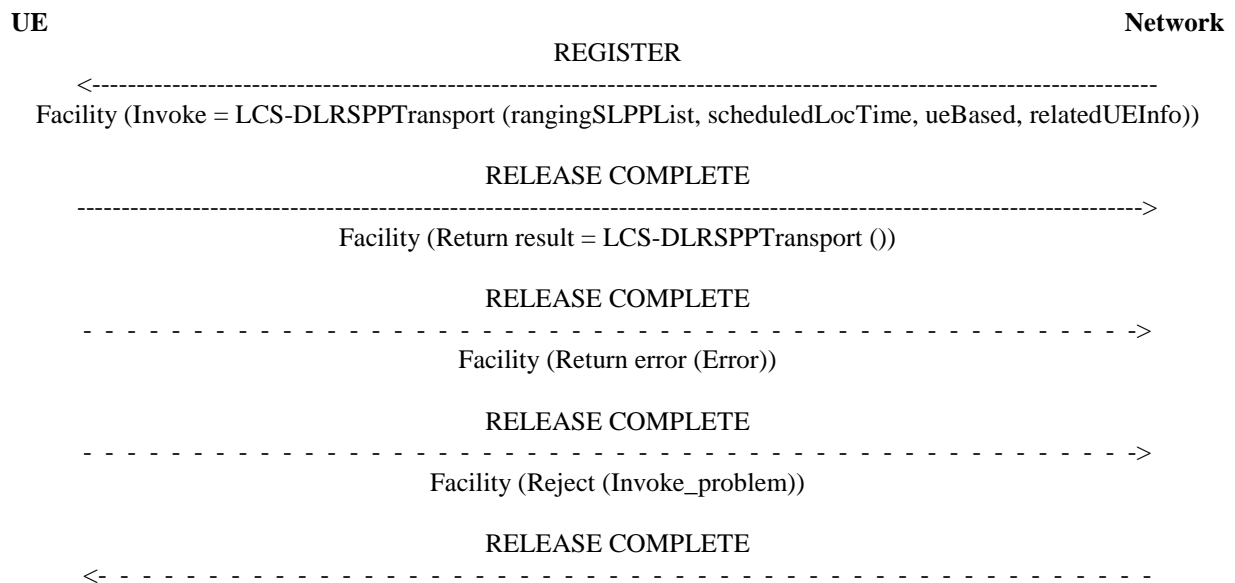 UE Network
REGISTER
<------------------------------------------------------------------------------------------------------------------------
Facility (Invoke = LCS-DLRSPPTransport (rangingSLPPList, scheduledLocTime, ueBased, relatedUEInfo))
RELEASE COMPLETE
------------------------------------------------------------------------------------------------------------------------>
Facility (Return result = LCS-DLRSPPTransport ())
RELEASE COMPLETE
- - - - - - - - - - - - - - - - - - - - - - - - - - - - - - - - - - - - - - - - - - - - - - - - ->
Facility (Return error (Error))
RELEASE COMPLETE
- - - - - - - - - - - - - - - - - - - - - - - - - - - - - - - - - - - - - - - - - - - - - - - - ->
Facility (Reject (Invoke_problem))
RELEASE COMPLETE
<- - - - - - - - - - - - - - - - - - - - - - - - - - - - - - - - - - - - - - - - - - - - - - - - -